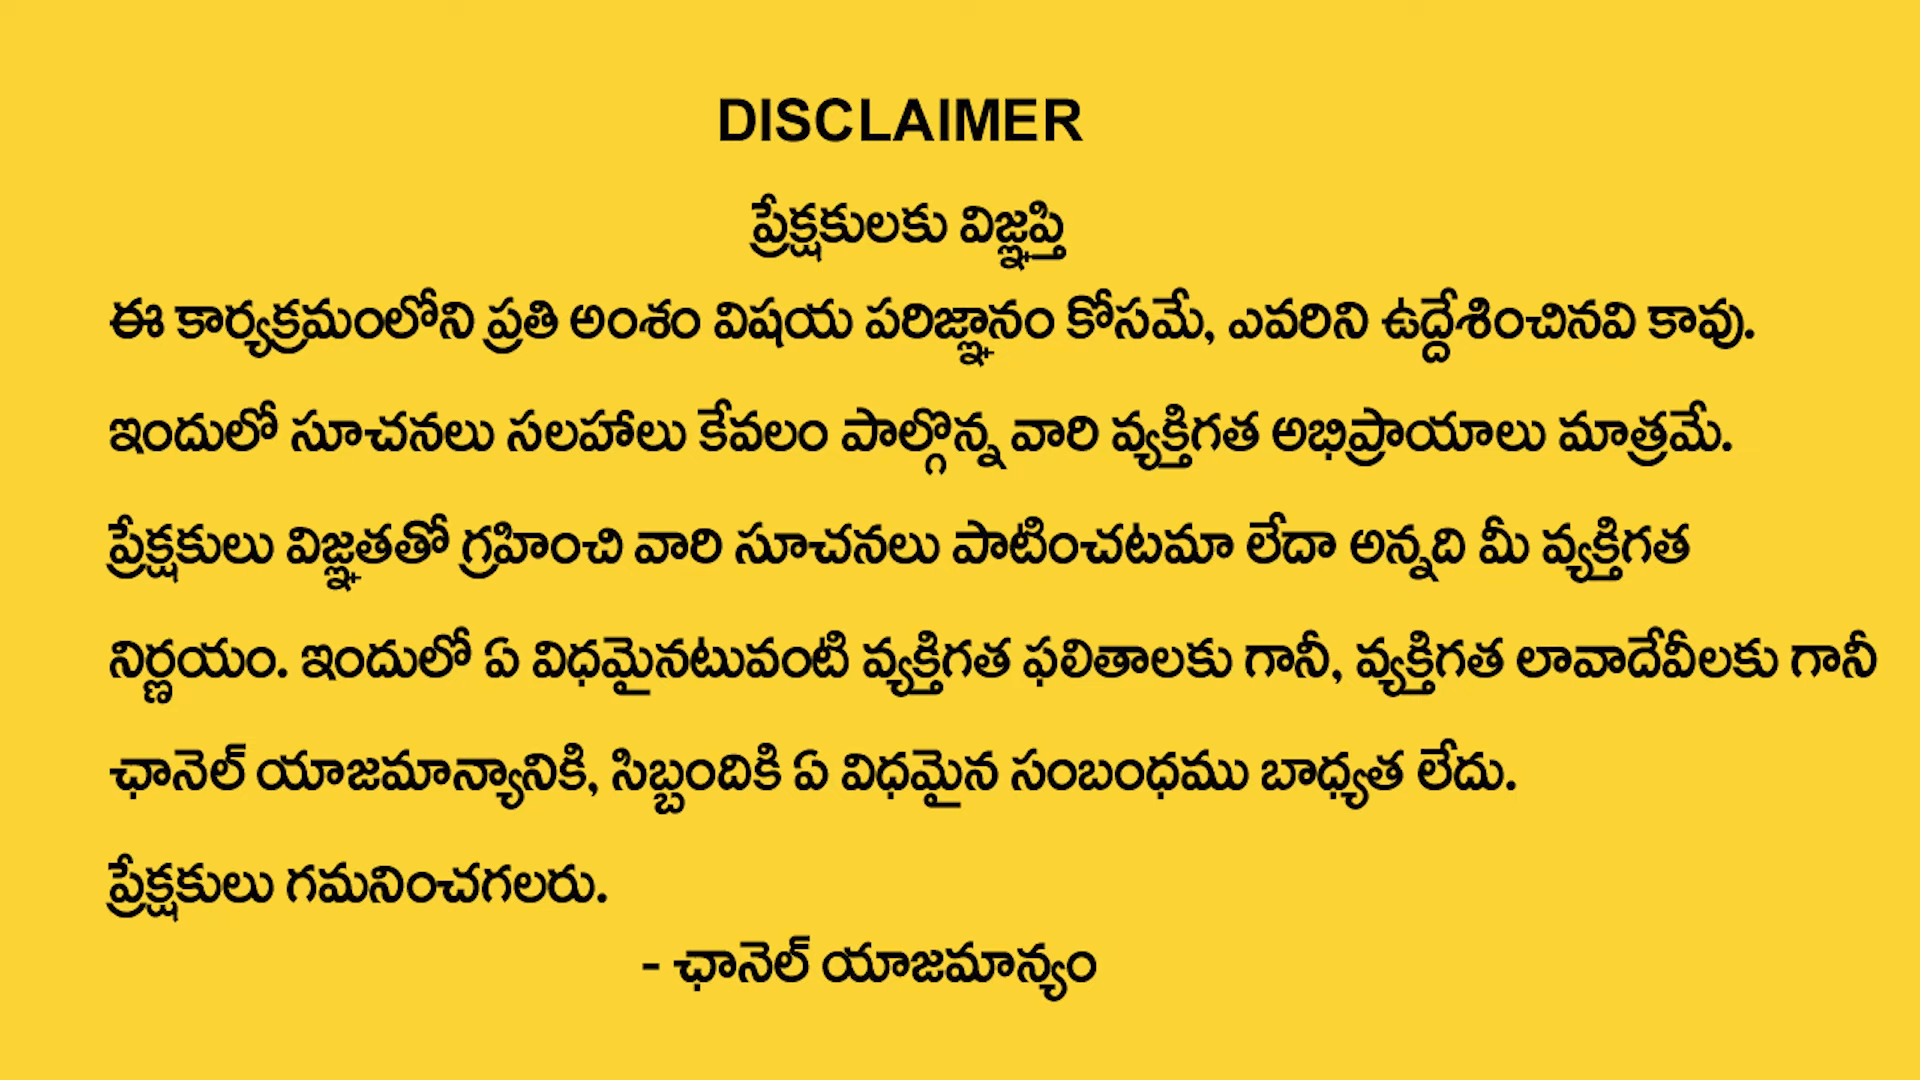 DISCLAIMER
ప్రేక్షకులకు విజ్ఞప్తి
ఈ కార్యక్రమంలోని ప్రతి అంశం విషయ పరిజ్ఞానం కోసమే, ఎవరిని ఉద్దేశించినవి కావు.
ఇందులో సూచనలు సలహాలు కేవలం పాల్గొన్న వారి వ్యక్తిగత అభిప్రాయాలు మాత్రమే.
ప్రేక్షకులు విజ్ఞతతో గ్రహించి వారి సూచనలు పాటించటమా లేదా అన్నది మీ వ్యక్తిగత
నిర్ణయం. ఇందులో ఏ విధమైనటువంటి వ్యక్తిగత ఫలితాలకు గానీ, వ్యక్తిగత లావాదేవీలకు గానీ
ఛానెల్ యాజమాన్యానికి, సిబ్బందికి ఏ విధమైన సంబంధము బాధ్యత లేదు.
ప్రేక్షకులు గమనించగలరు.
- ఛానెల్ యాజమాన్యం